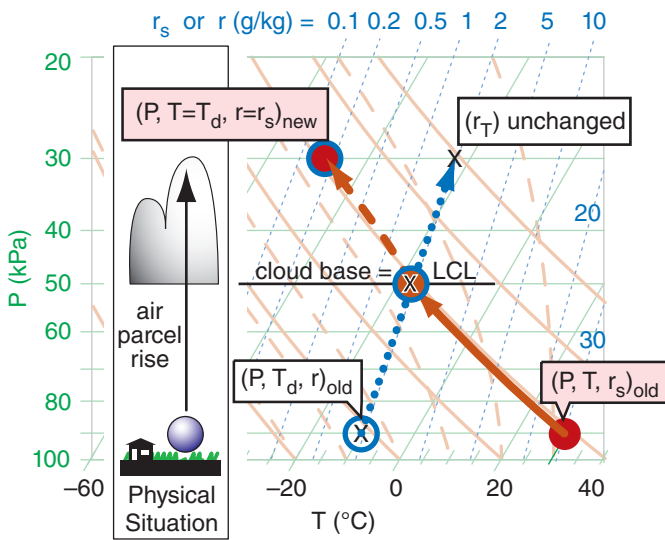 r_s or r (g/kg) = 0.1 0.2 0.5 1 2 5 10
20
(P, T=T_d, r=r_s)_new
(r_T) unchanged
X
30
20
40
P (kPa)
cloud base = LCL
X
50
air
parcel
rise
60
30
(P, T_d, r)_old
(P, T, r_s)_old
80
X
100
−60
Physical
Situation
−20 0 20 40
T (°C)